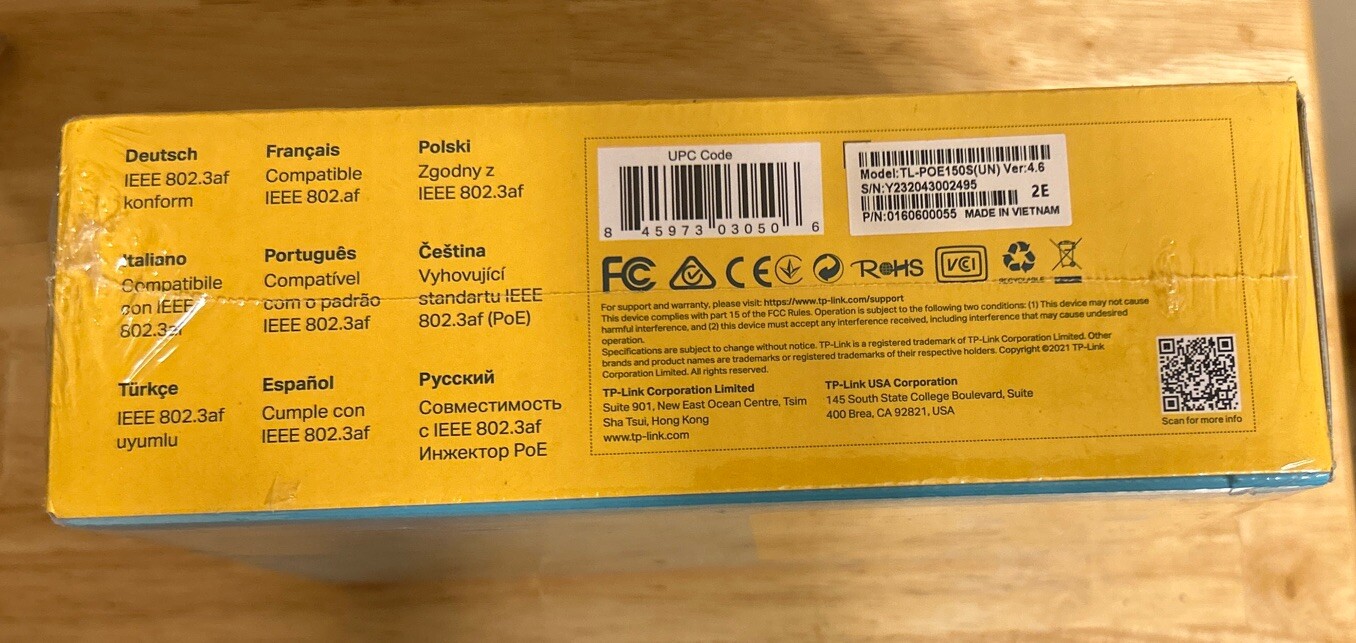 Deutsch
IEEE 802.3af
konform
Français
Compatible
IEEE 802.af
Polski
Zgodny z
IEEE 802.3af
Italiano
Compatibile
con IEEE
802.3af
Português
Compatível
com o padrão
IEEE 802.3af
Čeština
Vyhovující
standartu IEEE
802.3af (PoE)
Türkçe
IEEE 802.3af
uyumlu
Español
Cumple con
IEEE 802.3af
Русский
Совместимость
с IEEE 802.3af
Инжектор PoE
UPC Code
8 45973 03050 6
Model:TL-POE150S(UN) Ver:4.6
S/N:Y232043002495
2E
P/N:0160600055 MADE IN VIETNAM
FC CE RoHS VCI
RECYCLABLE
For support and warranty, please visit: https://www.tp-link.com/support
This device complies with part 15 of the FCC Rules. Operation is subject to the following two conditions: (1) This device may not cause
harmful interference, and (2) this device must accept any interference received, including interference that may cause undesired
operation.
Specifications are subject to change without notice. TP-Link is a registered trademark of TP-Link Corporation Limited. Other
brands and product names are trademarks or registered trademarks of their respective holders. Copyright ©2021 TP-Link
Corporation Limited. All rights reserved.
TP-Link Corporation Limited
Suite 901, New East Ocean Centre, Tsim
Sha Tsui, Hong Kong
www.tp-link.com
TP-Link USA Corporation
145 South State College Boulevard, Suite
400 Brea, CA 92821, USA
Scan for more info